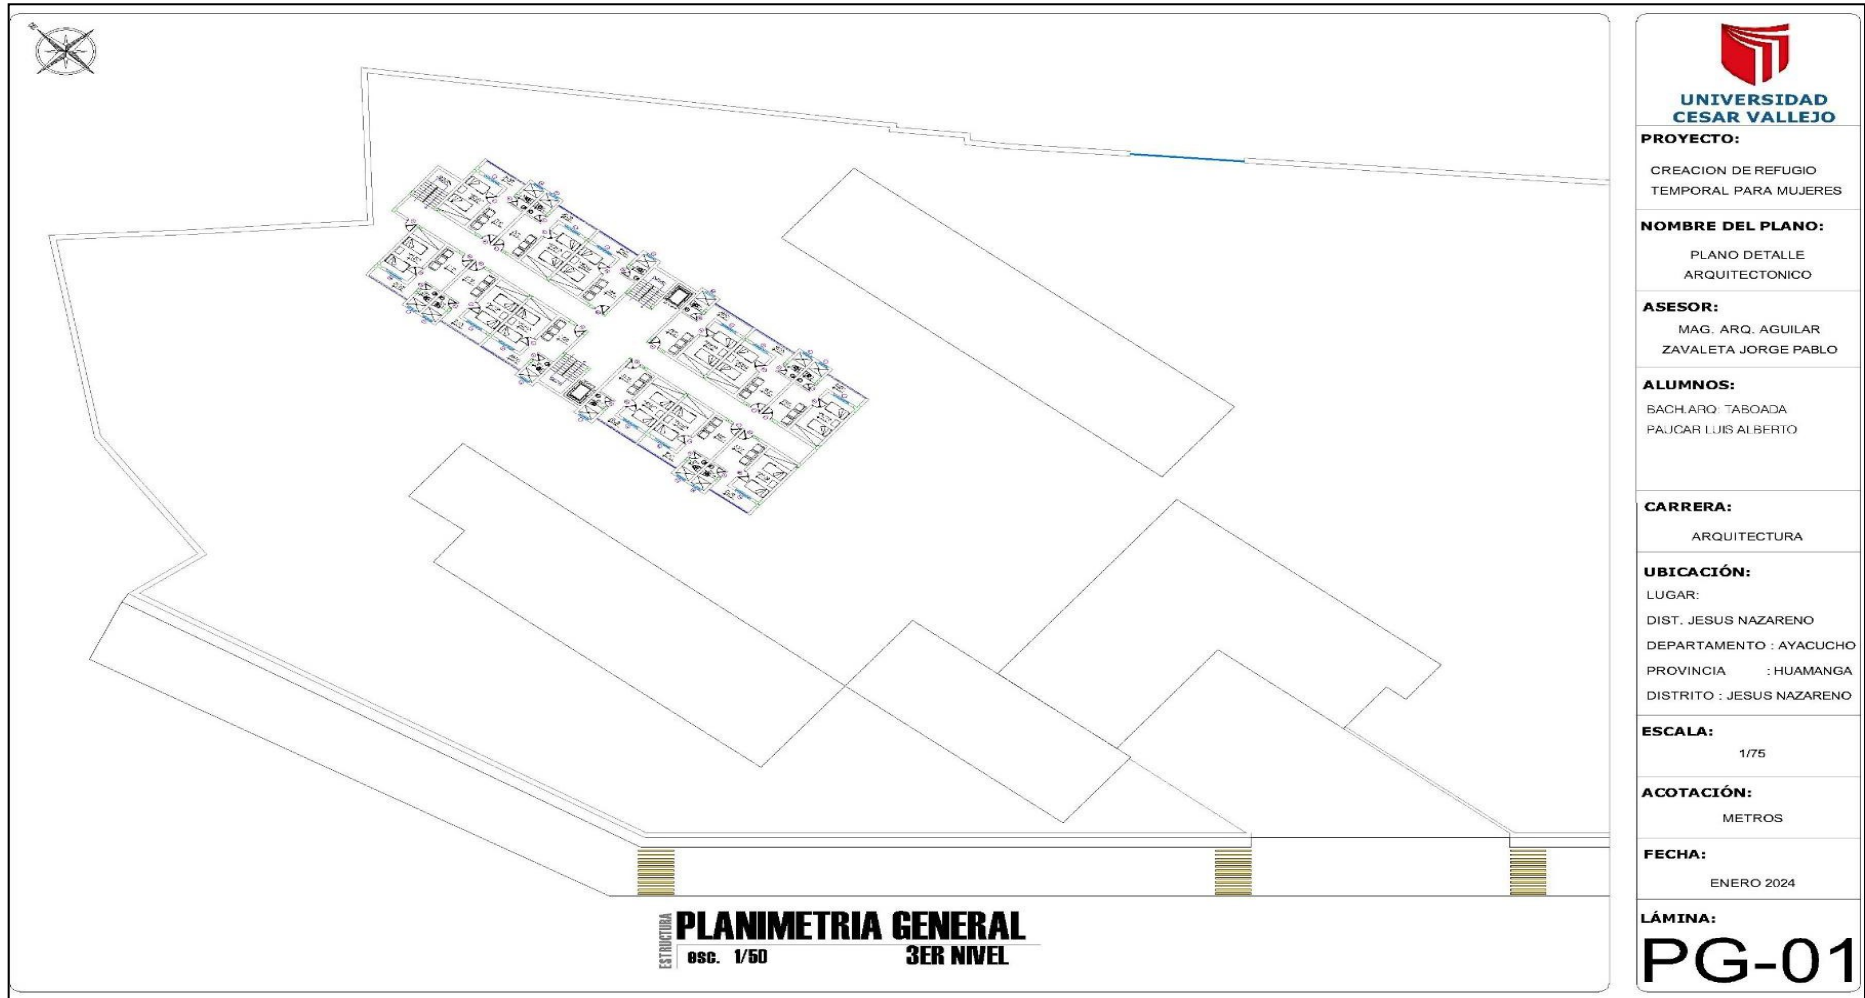 UNIVERSIDAD
CESAR VALLEJO
PROYECTO:
CREACION DE REFUGIO
TEMPORAL PARA MUJERES
NOMBRE DEL PLANO:
PLANO DETALLE
ARQUITECTONICO
ASESOR:
MAG. ARQ. AGUILAR
ZAVALETA JORGE PABLO
ALUMNOS:
BACH.ARQ: TABOADA
PAUCAR LUIS ALBERTO
CARRERA:
ARQUITECTURA
UBICACIÓN:
LUGAR:
DIST. JESUS NAZARENO
DEPARTAMENTO : AYACUCHO
PROVINCIA : HUAMANGA
DISTRITO : JESUS NAZARENO
ESCALA:
1/75
ACOTACIÓN:
METROS
FECHA:
ENERO 2024
LÁMINA:
PG-01
ESTRUCTURA
PLANIMETRIA GENERAL
esc. 1/50 3ER NIVEL